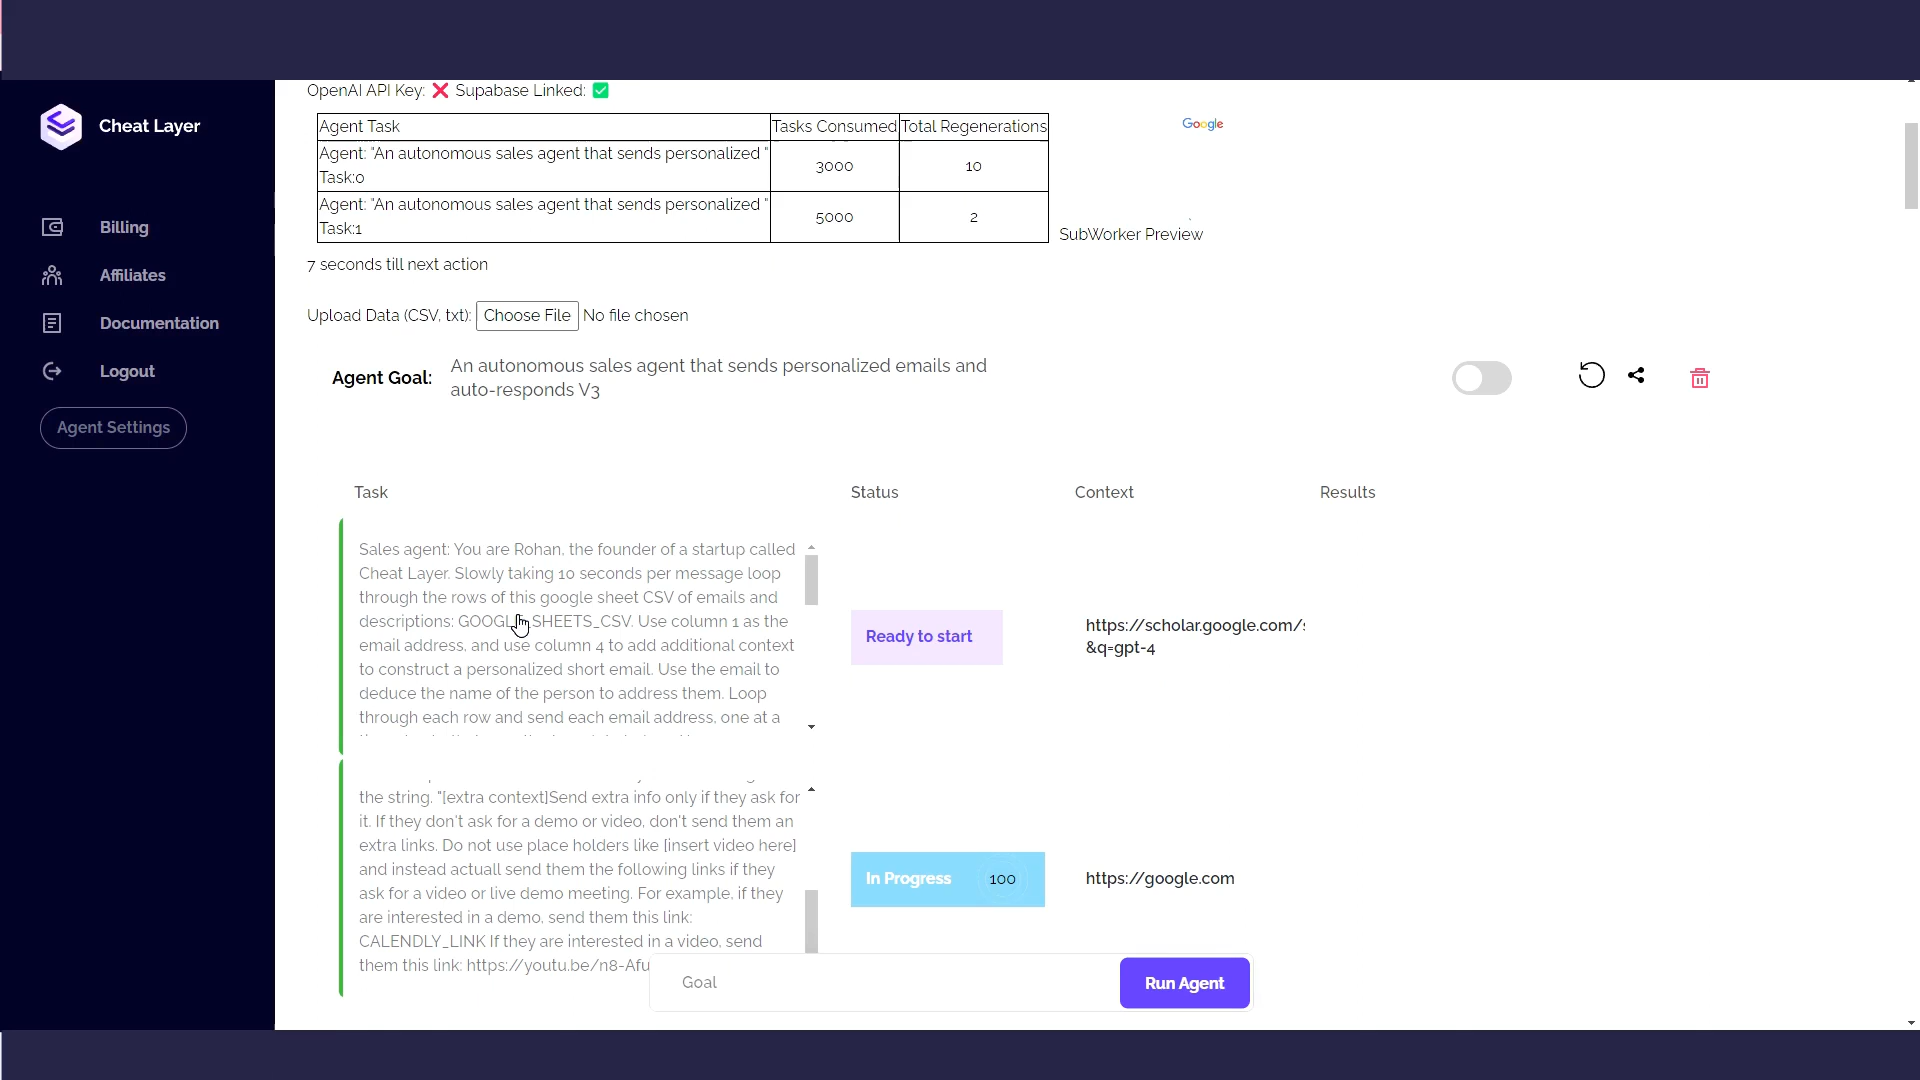 Cheat Layer
Billing
Affiliates
Documentation
Logout
Agent Settings
OpenAI API Key: ❌ Supabase Linked: ✅
Agent Task Tasks Consumed Total Regenerations
Agent: "An autonomous sales agent that sends personalized "
Task:0
3000 10
Agent: "An autonomous sales agent that sends personalized "
Task:1
5000 2
Google
SubWorker Preview
7 seconds till next action
Upload Data (CSV, txt): Choose File No file chosen
Agent Goal:
An autonomous sales agent that sends personalized emails and
auto-responds V3
Task Status Context Results
Sales agent: You are Rohan, the founder of a startup called
Cheat Layer. Slowly taking 10 seconds per message loop
through the rows of this google sheet CSV of emails and
descriptions: GOOGLE_SHEETS_CSV. Use column 1 as the
email address, and use column 4 to add additional context
to construct a personalized short email. Use the email to
deduce the name of the person to address them. Loop
through each row and send each email address, one at a
Ready to start
https://scholar.google.com/s
&q=gpt-4
the string. "[extra context]Send extra info only if they ask for
it. If they don't ask for a demo or video, don't send them an
extra links. Do not use place holders like [insert video here]
and instead actuall send them the following links if they
ask for a video or live demo meeting. For example, if they
are interested in a demo, send them this link:
CALENDLY_LINK If they are interested in a video, send
them this link: https://youtu.be/n8-Afu
In Progress 100
https://google.com
Goal
Run Agent